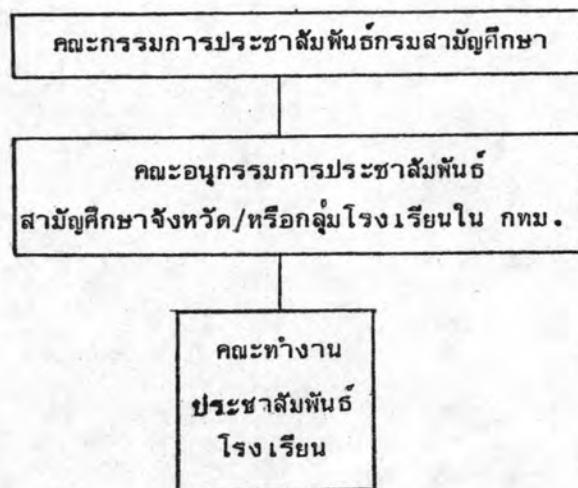 คณะกรรมการประชาสัมพันธ์กรมสามัญศึกษา
คณะอนุกรรมการประชาสัมพันธ์
สามัญศึกษาจังหวัด/หรือกลุ่มโรงเรียนใน กทม.
คณะทำงาน
ประชาสัมพันธ์
โรงเรียน